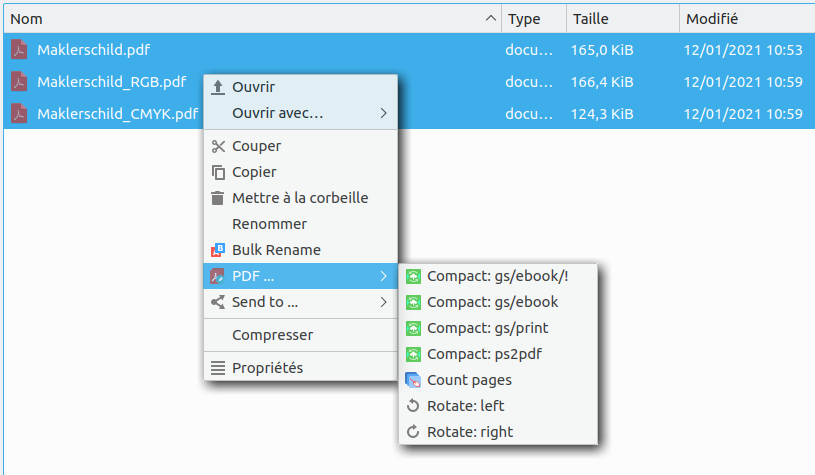 Nom Type Taille Modifié
Maklerschild.pdf docu... 165,0 KiB 12/01/2021 10:53
Maklerschild_RGB.pdf docu... 166,4 KiB 12/01/2021 10:59
Maklerschild_CMYK.pdf docu... 124,3 KiB 12/01/2021 10:59
Ouvrir
Ouvrir avec...
Couper
Copier
Mettre à la corbeille
Renommer
Bulk Rename
PDF ...
Send to ...
Compresser
Propriétés
Compact: gs/ebook/!
Compact: gs/ebook
Compact: gs/print
Compact: ps2pdf
Count pages
Rotate: left
Rotate: right